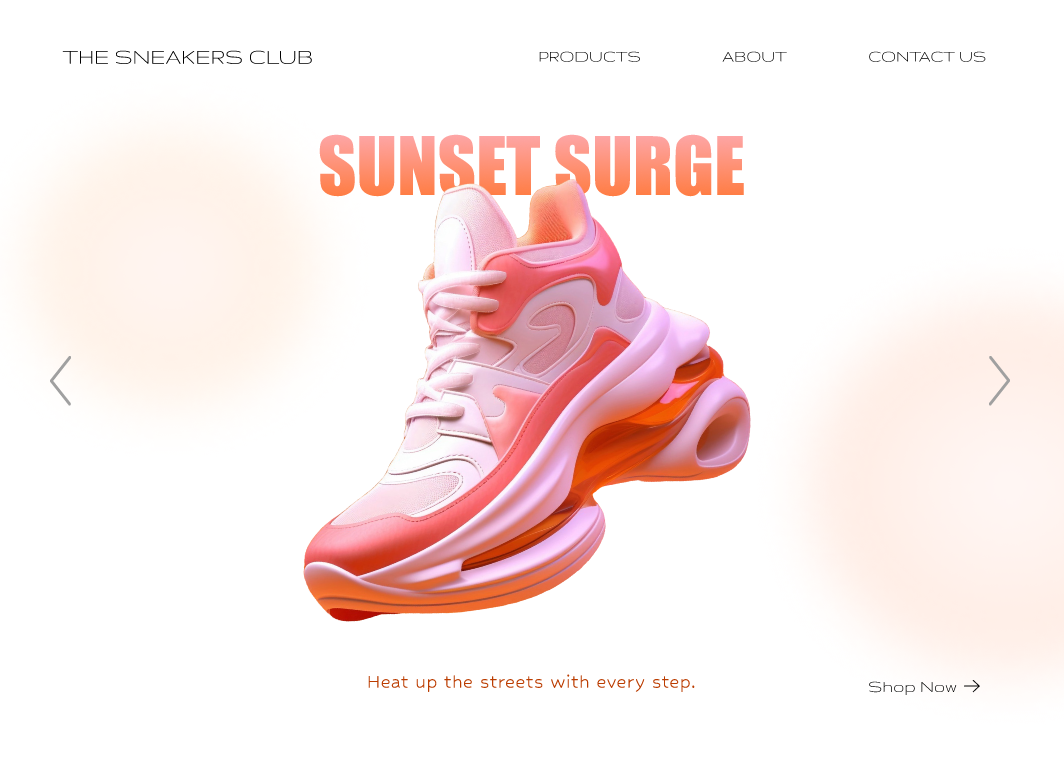 THE SNEAKERS CLUB
PRODUCTS
ABOUT
CONTACT US
SUNSET SURGE
Heat up the streets with every step.
Shop Now →